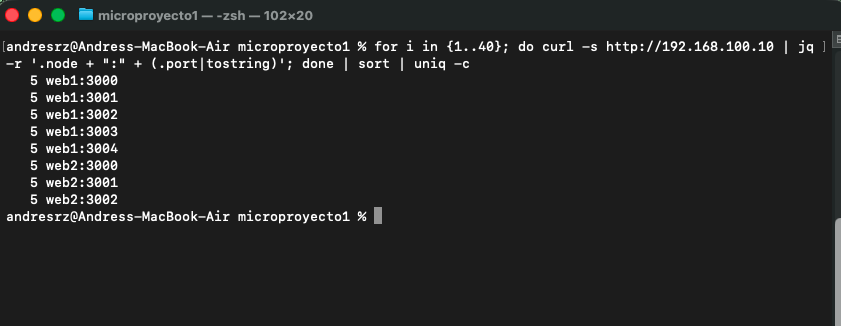 microproyecto1 — -zsh — 102×20
[andresrz@Andress-MacBook-Air microproyecto1 % for i in {1..40}; do curl -s http://192.168.100.10 | jq ]
-r '.node + ":" + (.port|tostring)'; done | sort | uniq -c
   5 web1:3000
   5 web1:3001
   5 web1:3002
   5 web1:3003
   5 web1:3004
   5 web2:3000
   5 web2:3001
   5 web2:3002
andresrz@Andress-MacBook-Air microproyecto1 %